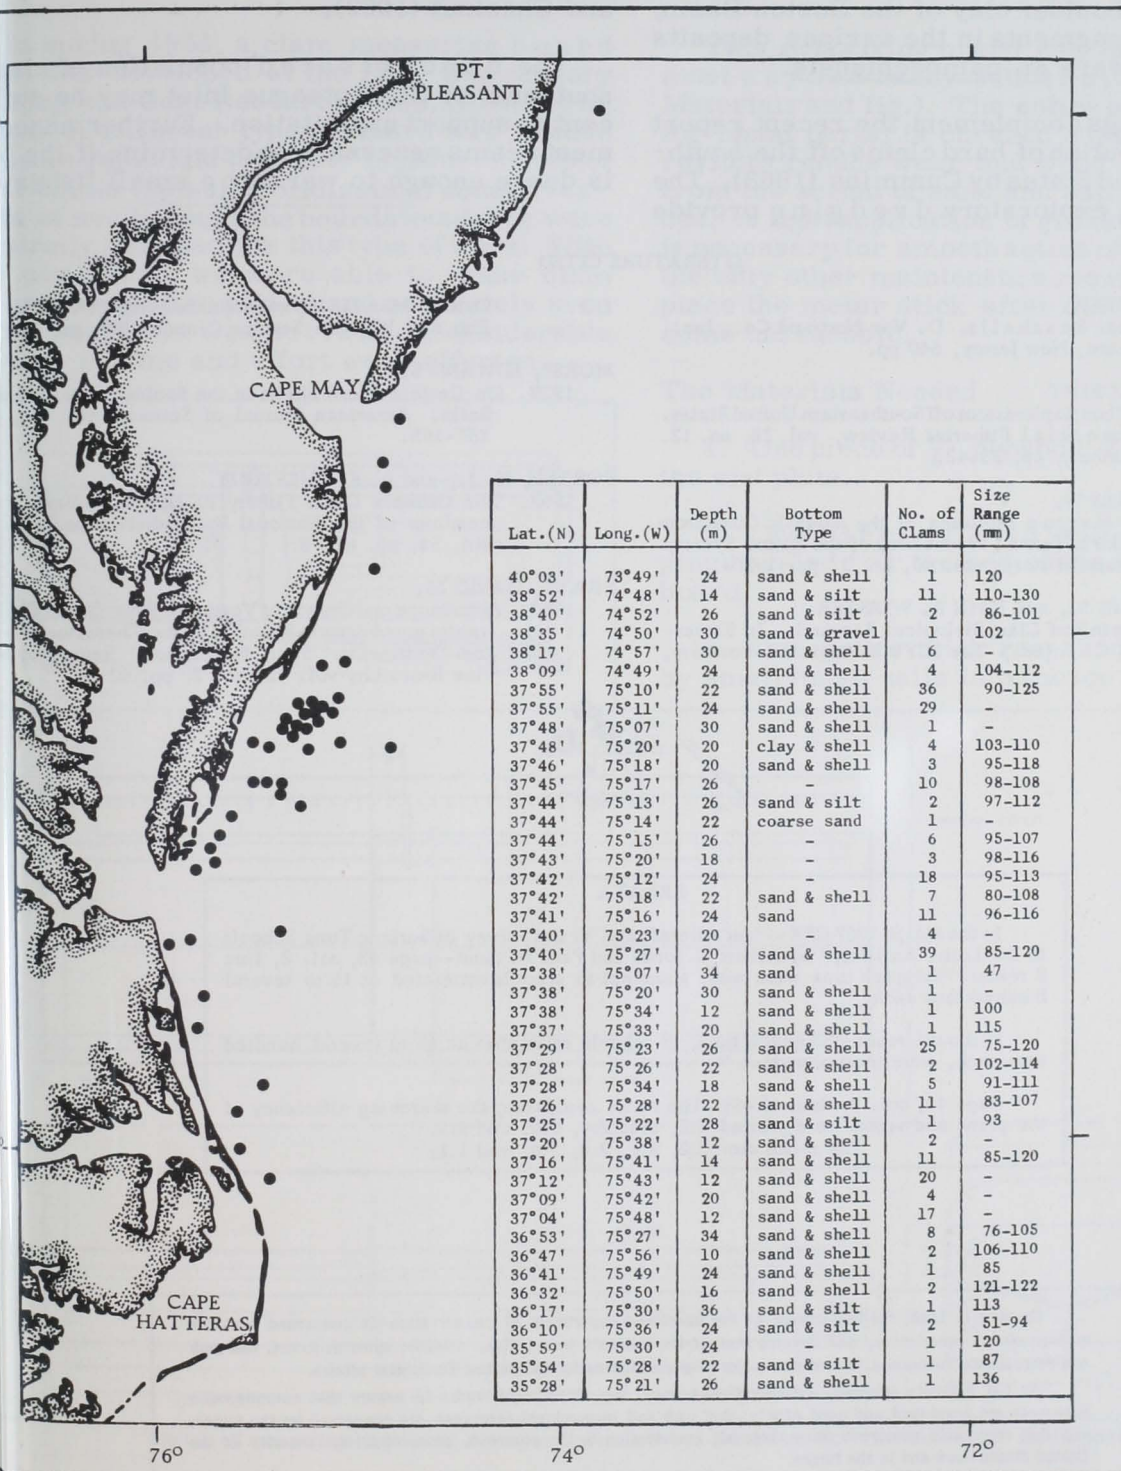 PT.
PLEASANT
CAPE MAY
CAPE
HATTERAS
Lat.(N) Long.(W) Depth (m) Bottom Type No. of Clams Size Range (mm)
40°03' 73°49' 24 sand & shell 1 120
38°52' 74°48' 14 sand & silt 11 110-130
38°40' 74°52' 26 sand & silt 2 86-101
38°35' 74°50' 30 sand & gravel 1 102
38°17' 74°57' 30 sand & shell 6 -
38°09' 74°49' 24 sand & shell 4 104-112
37°55' 75°10' 22 sand & shell 36 90-125
37°55' 75°11' 24 sand & shell 29 -
37°48' 75°07' 30 sand & shell 1 -
37°48' 75°20' 20 clay & shell 4 103-110
37°46' 75°18' 20 sand & shell 3 95-118
37°45' 75°17' 26 - 10 98-108
37°44' 75°13' 26 sand & silt 2 97-112
37°44' 75°14' 22 coarse sand 1 -
37°44' 75°15' 26 - 6 95-107
37°43' 75°20' 18 - 3 98-116
37°42' 75°12' 24 - 18 95-113
37°42' 75°18' 22 sand & shell 7 80-108
37°41' 75°16' 24 sand 11 96-116
37°40' 75°23' 20 - 4 -
37°40' 75°27' 20 sand & shell 39 85-120
37°38' 75°07' 34 sand 1 47
37°38' 75°20' 30 sand & shell 1 -
37°38' 75°34' 12 sand & shell 1 100
37°37' 75°33' 20 sand & shell 1 115
37°29' 75°23' 26 sand & shell 25 75-120
37°28' 75°26' 22 sand & shell 2 102-114
37°28' 75°34' 18 sand & shell 5 91-111
37°26' 75°28' 22 sand & shell 11 83-107
37°25' 75°22' 28 sand & silt 1 93
37°20' 75°38' 12 sand & shell 2 -
37°16' 75°41' 14 sand & shell 11 85-120
37°12' 75°43' 12 sand & shell 20 -
37°09' 75°42' 20 sand & shell 4 -
37°04' 75°48' 12 sand & shell 17 -
36°53' 75°27' 34 sand & shell 8 76-105
36°47' 75°56' 10 sand & shell 2 106-110
36°41' 75°49' 24 sand & shell 1 85
36°32' 75°50' 16 sand & shell 2 121-122
36°17' 75°30' 36 sand & silt 1 113
36°10' 75°36' 24 sand & silt 2 51-94
35°59' 75°30' 24 - 1 120
35°54' 75°28' 22 sand & silt 1 87
35°28' 75°21' 26 sand & shell 1 136
76° 74° 72°